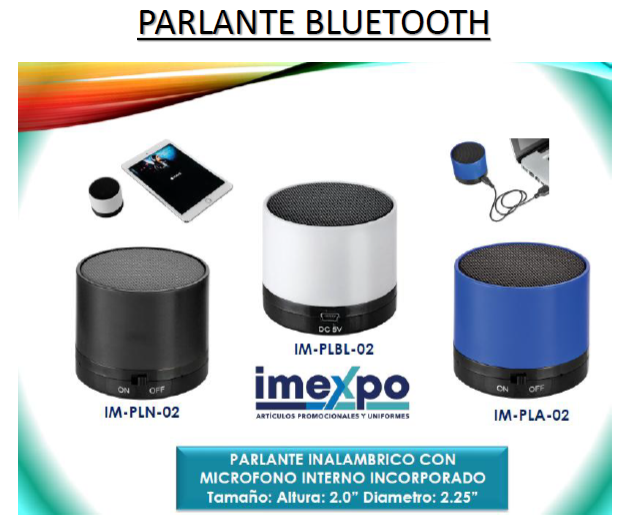 PARLANTE BLUETOOTH
DC 5V
IM-PLBL-02
ON OFF
IM-PLN-02
imexpo
ARTÍCULOS PROMOCIONALES Y UNIFORMES
ON OFF
IM-PLA-02
PARLANTE INALAMBRICO CON
MICROFONO INTERNO INCORPORADO
Tamaño: Altura: 2.0” Diametro: 2.25”